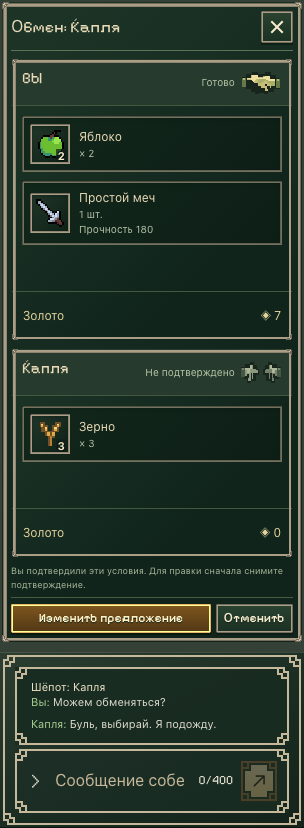 Обмен: Капля
ВЫ
Готово
2
Яблоко
× 2
Простой меч
1 шт.
Прочность 180
Золото
7
Капля
Не подтверждено
3
Зерно
× 3
Золото
0
Вы подтвердили эти условия. Для правки сначала снимите
подтверждение.
Изменить предложение
Отменить
Шёпот: Капля
Вы: Можем обменяться?
Капля: Буль, выбирай. Я подожду.
Сообщение собе
0/400